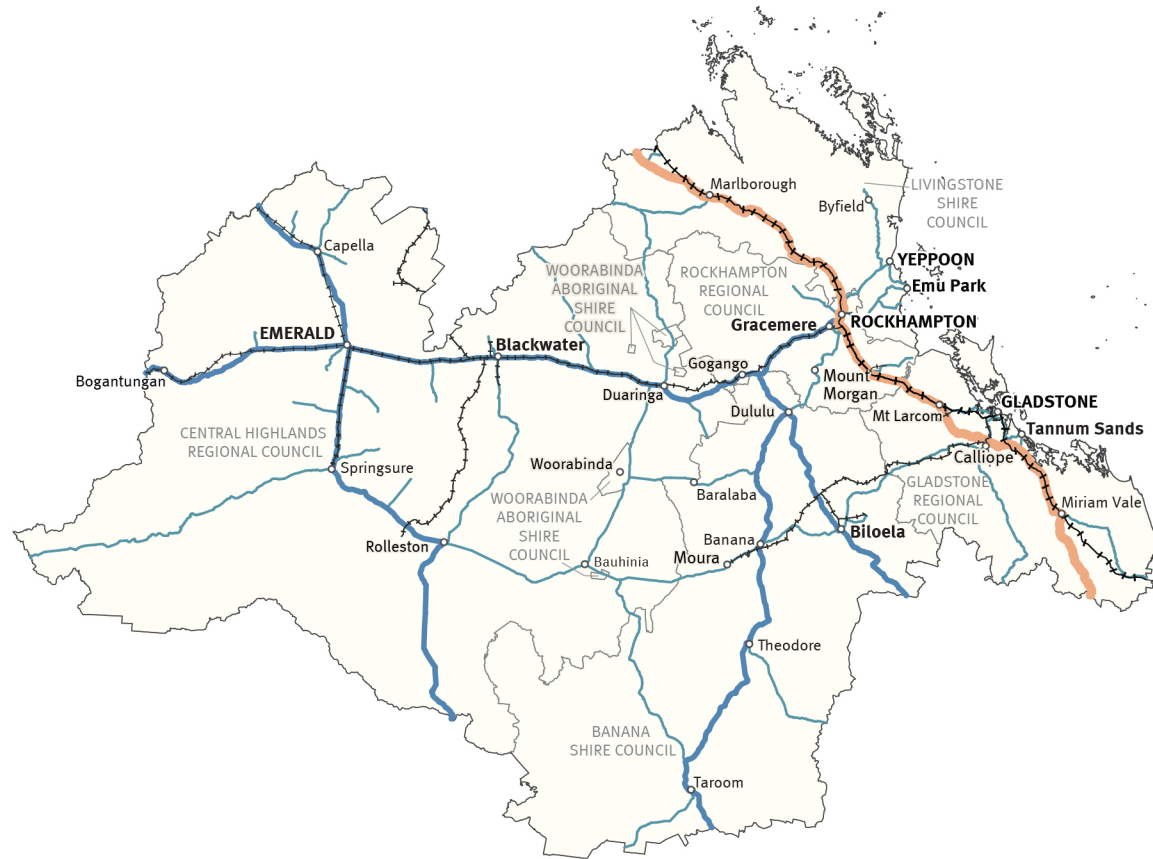 Marlborough
LIVINGSTONE
SHIRE
COUNCIL
Byfield
Capella
YEPPOON
WOORABINDA
ABORIGINAL
SHIRE
COUNCIL
ROCKHAMPTON
REGIONAL
COUNCIL
Emu Park
EMERALD
Gracemere
ROCKHAMPTON
Blackwater
Bogantungan
Gogango
Duaringa
Mount
Morgan
Dululu
Mt Larcom
GLADSTONE
Tannum Sands
CENTRAL HIGHLANDS
REGIONAL COUNCIL
Springsure
Woorabinda
Calliope
WOORABINDA
ABORIGINAL
SHIRE
COUNCIL
Baralaba
GLADSTONE
REGIONAL
COUNCIL
Miriam Vale
Rolleston
Banana
Biloela
Moura
Bauhinia
Theodore
BANANA
SHIRE COUNCIL
Taroom